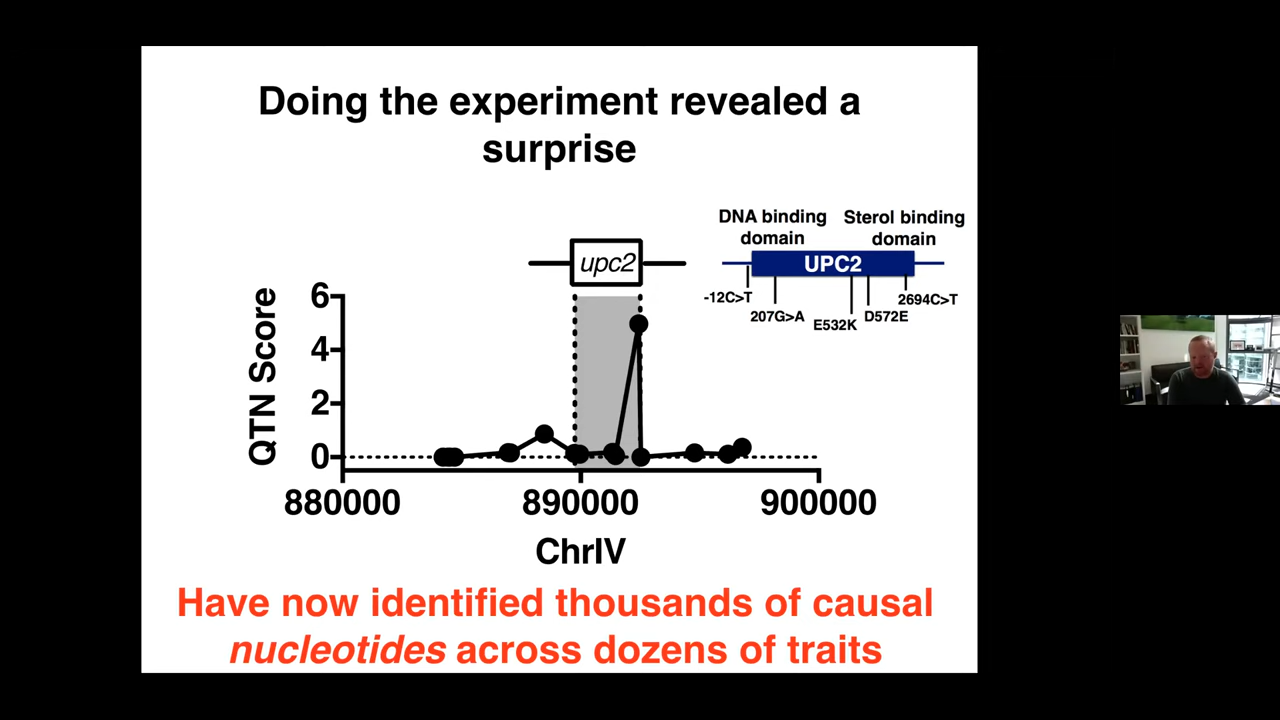 Doing the experiment revealed a
surprise
DNA binding
domain
Sterol binding
domain
upc2
UPC2
-12C>T
207G>A
E532K
D572E
2694C>T
QTN Score
6
4
2
0
880000
890000
900000
ChrIV
Have now identified thousands of causal
nucleotides across dozens of traits